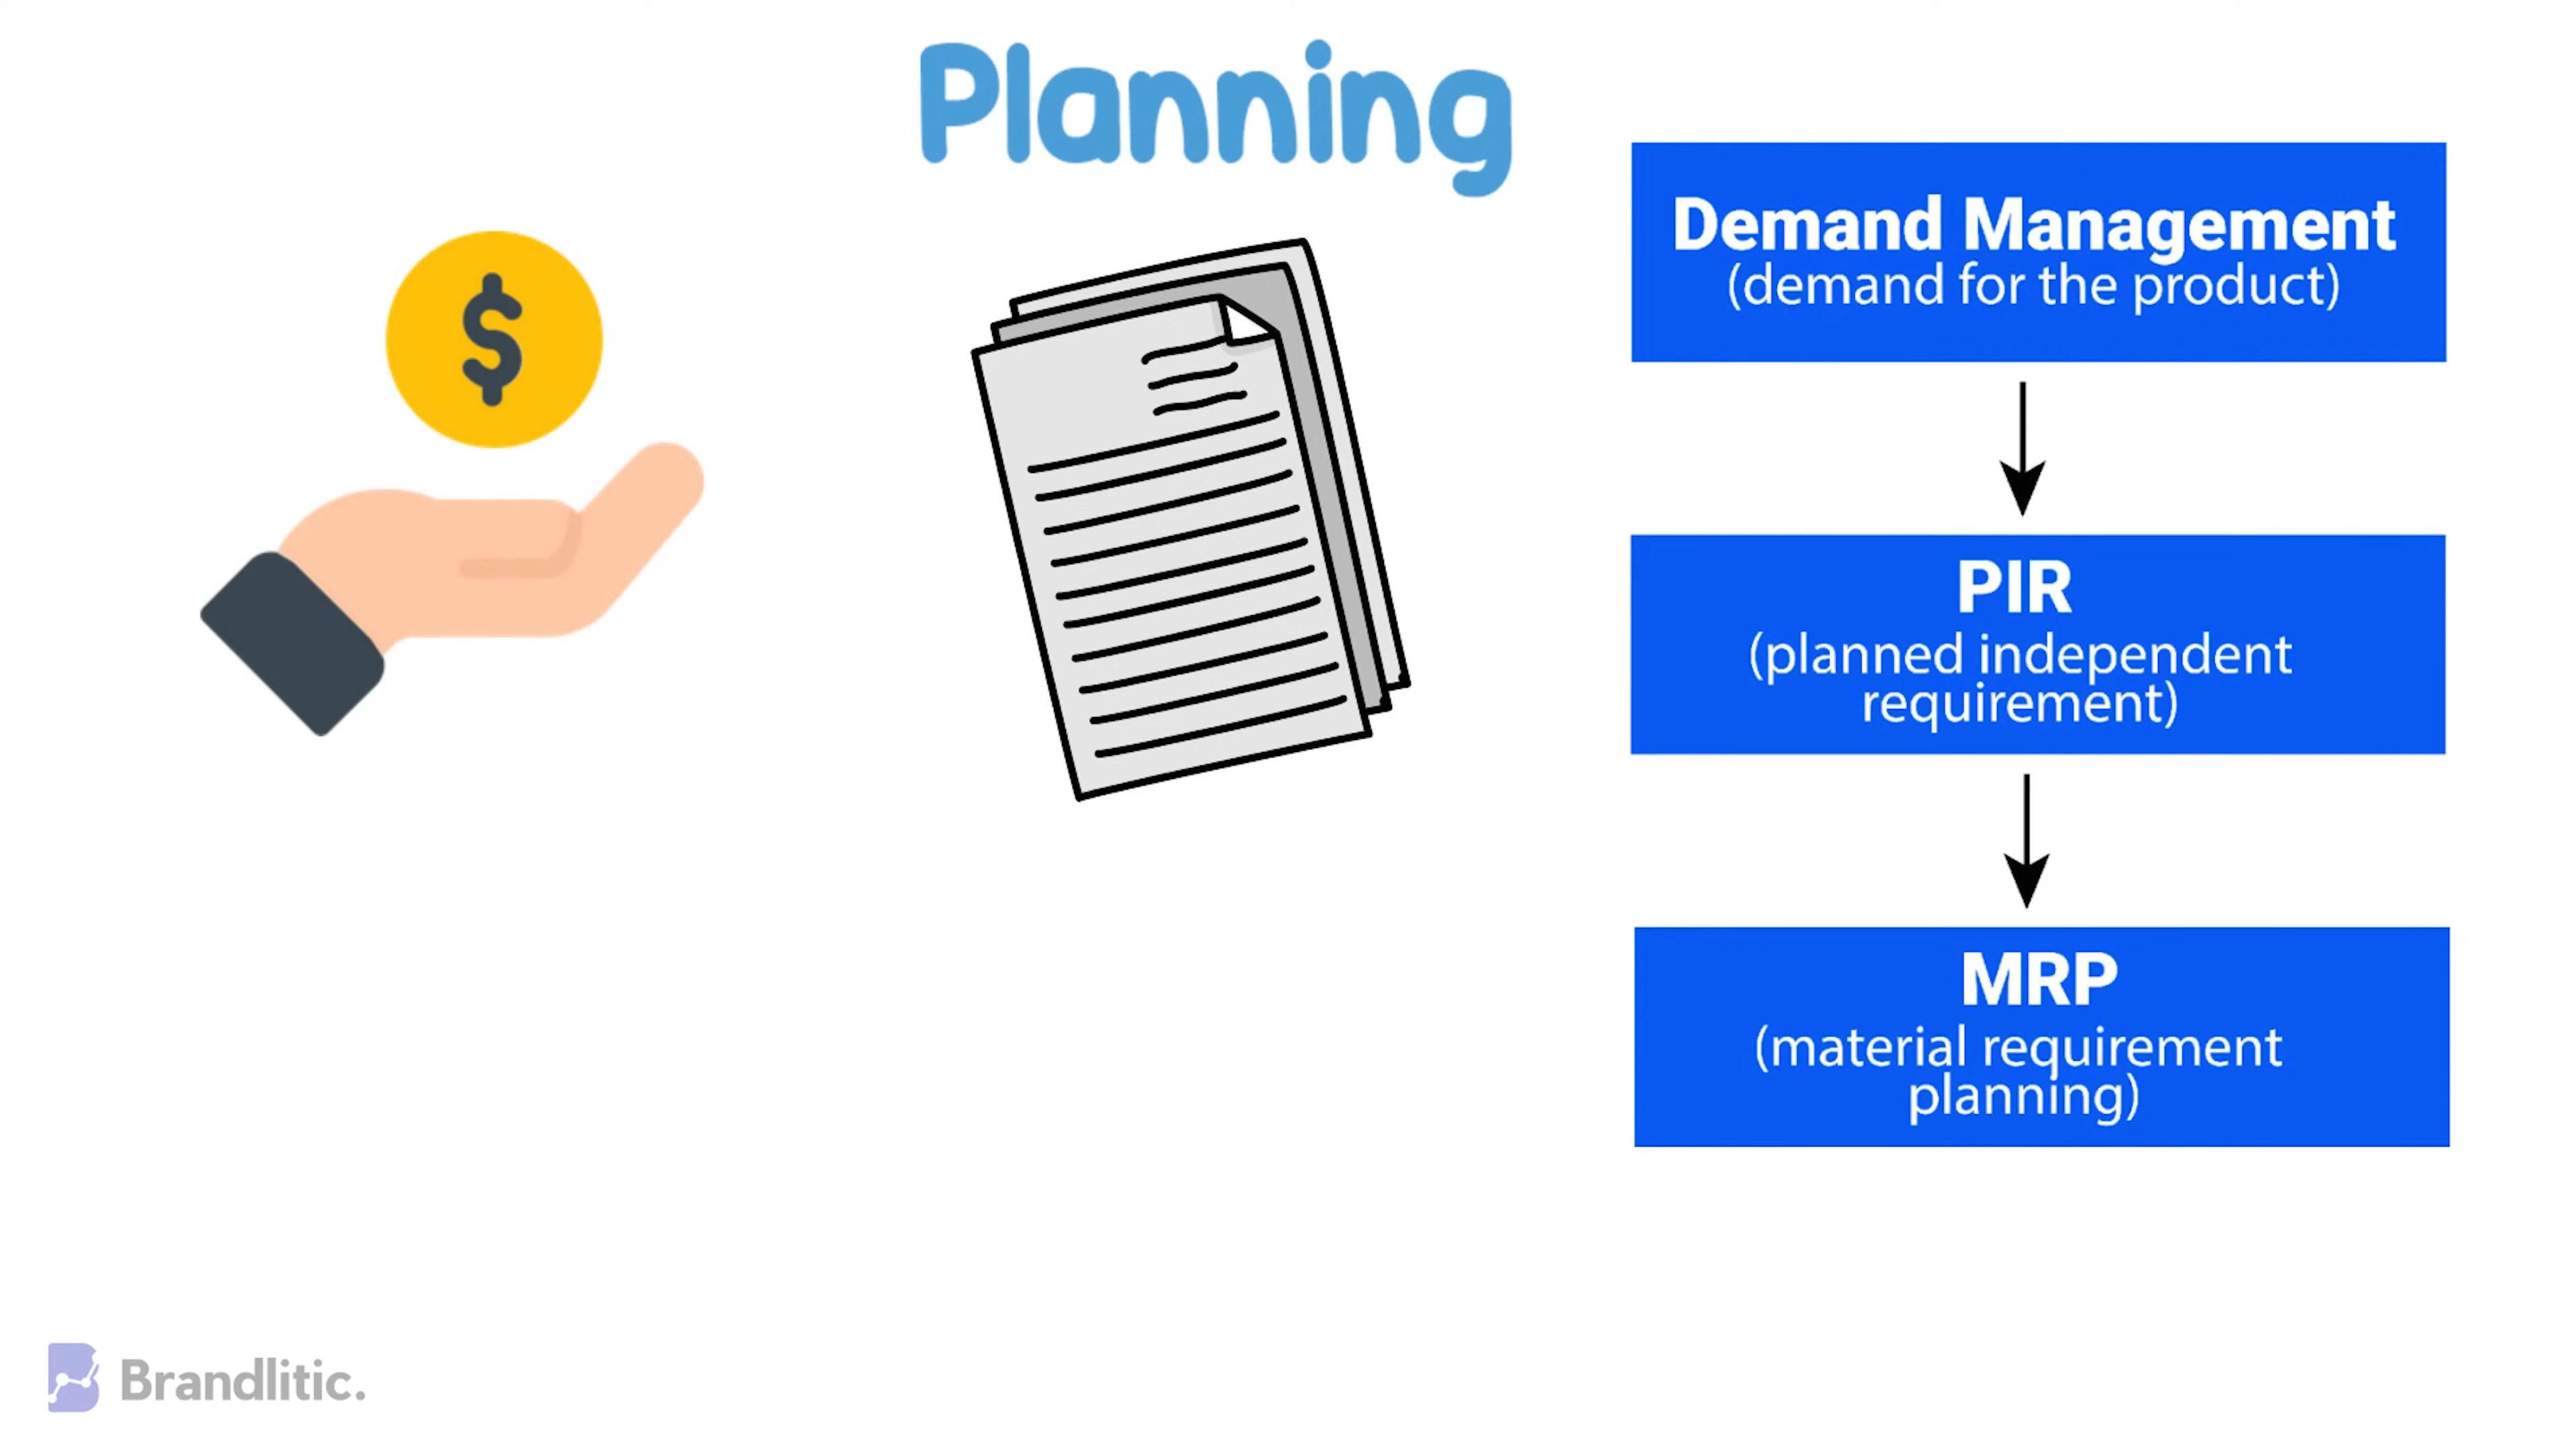 Planning
Demand Management
(demand for the product)
PIR
(planned independent
requirement)
MRP
(material requirement
planning)
$
Brandlitic.